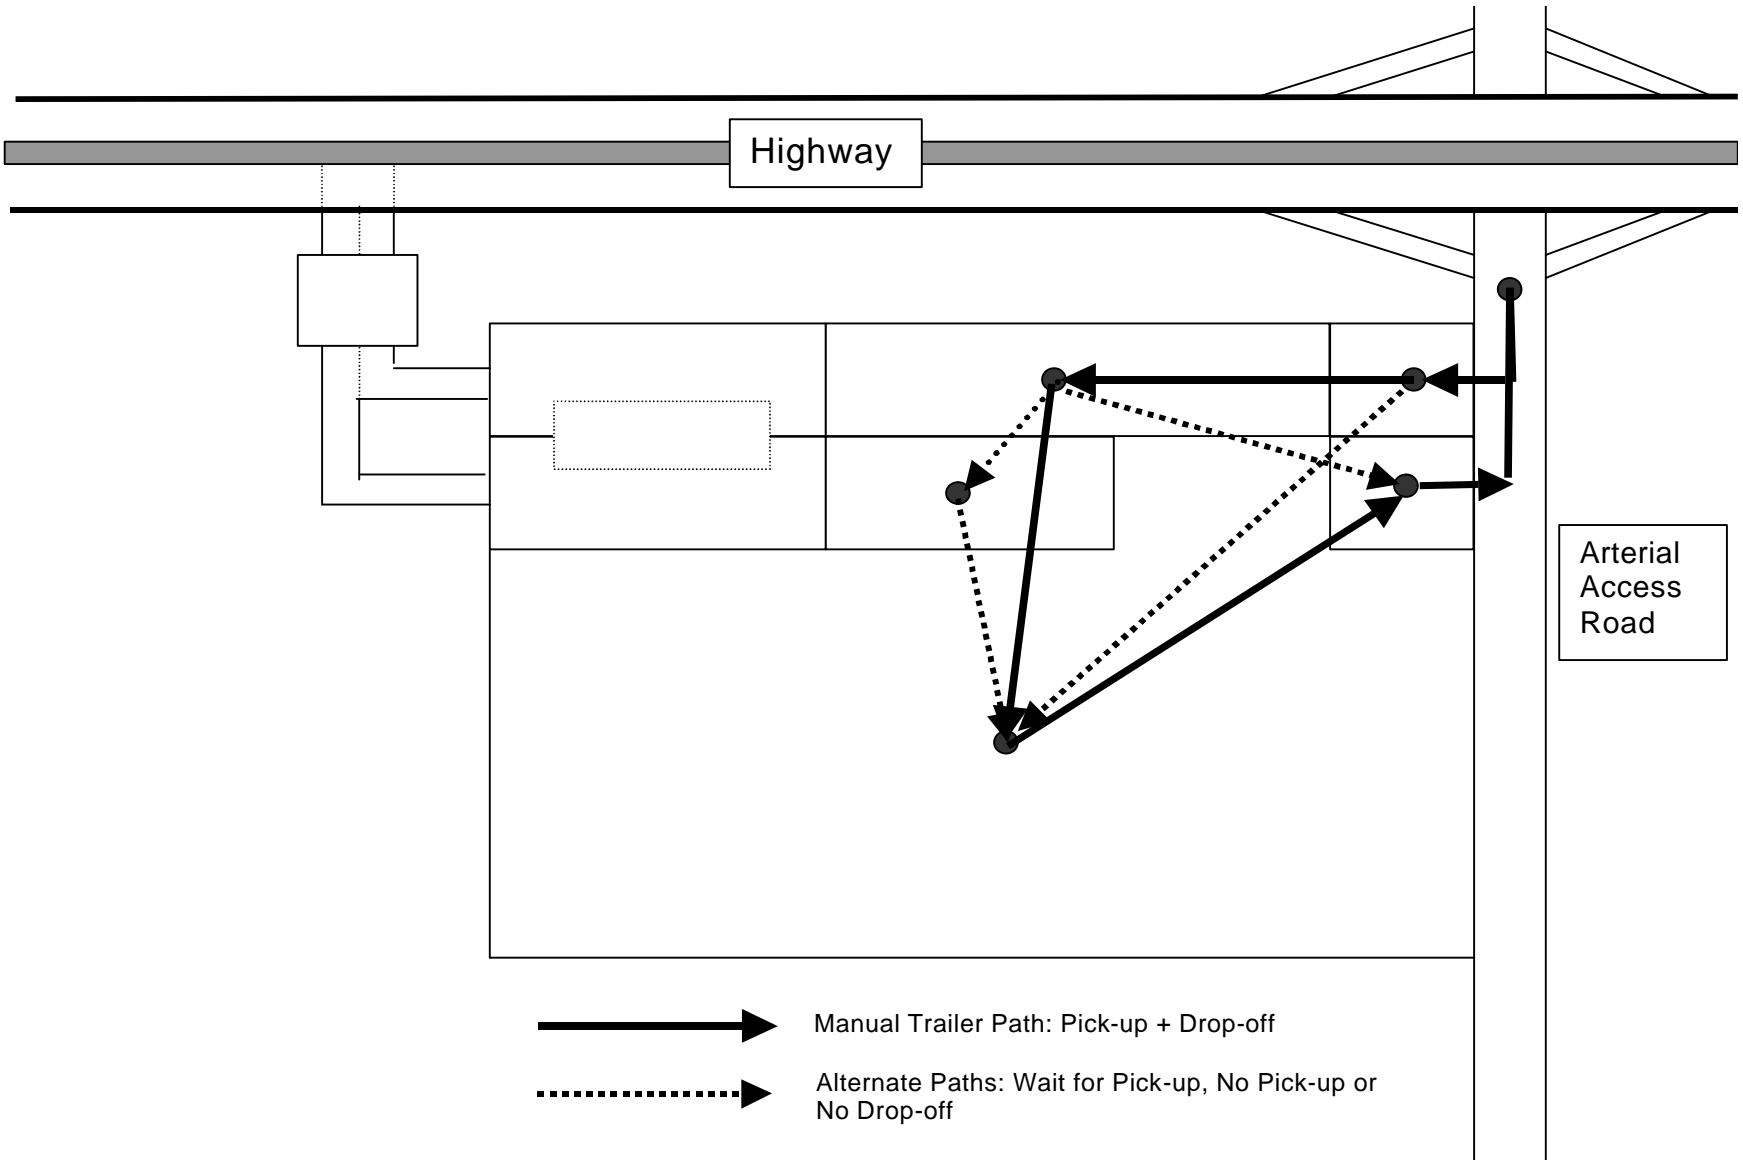 Highway
Arterial
Access
Road
Manual Trailer Path: Pick-up + Drop-off
Alternate Paths: Wait for Pick-up, No Pick-up or
No Drop-off